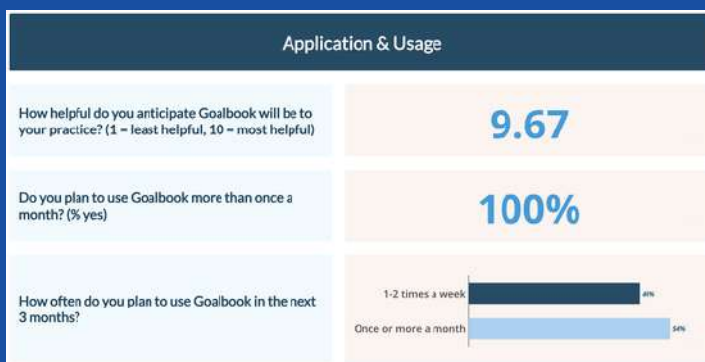 Application & Usage
How helpful do you anticipate Goalbook will be to
your practice? (1 = least helpful, 10 = most helpful)
9.67
Do you plan to use Goalbook more than once a
month? (% yes)
100%
How often do you plan to use Goalbook in the next
3 months?
1-2 times a week
Once or more a month
54%